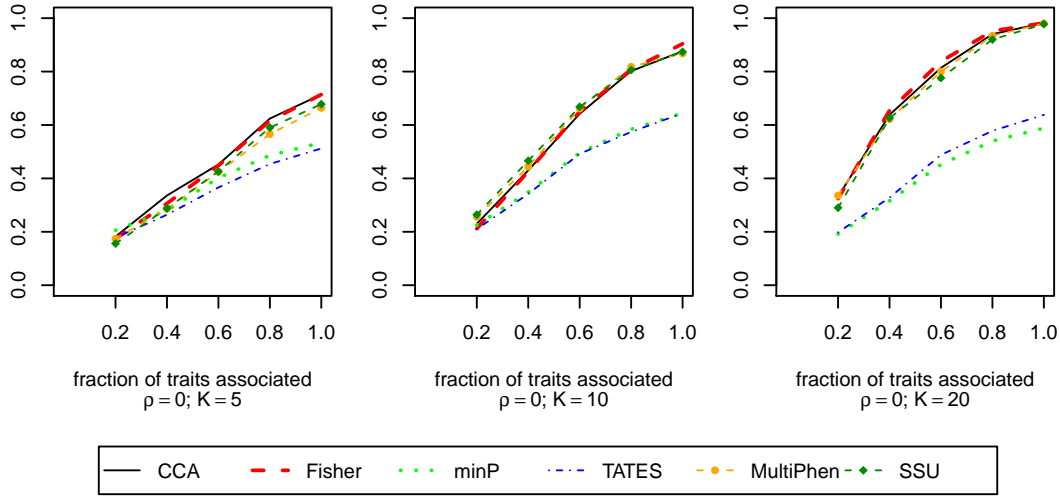 1.0
0.8
0.6
0.4
0.2
0.0
0.2 0.4 0.6 0.8 1.0
fraction of traits associated
ρ = 0; K = 5
1.0
0.8
0.6
0.4
0.2
0.0
0.2 0.4 0.6 0.8 1.0
fraction of traits associated
ρ = 0; K = 10
1.0
0.8
0.6
0.4
0.2
0.0
0.2 0.4 0.6 0.8 1.0
fraction of traits associated
ρ = 0; K = 20
CCA Fisher minP TATES MultiPhen SSU